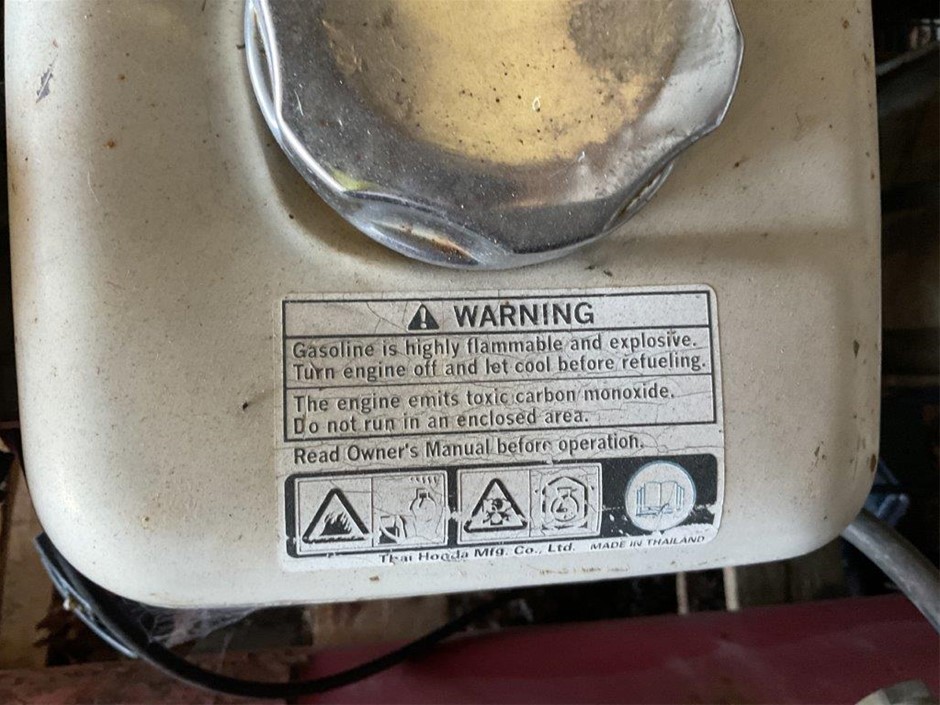 WARNING
Gasoline is highly flammable and explosive.
Turn engine off and let cool before refueling.
The engine emits toxic carbon monoxide.
Do not run in an enclosed area.
Read Owner's Manual before operation.
Thai Honda Mfg. Co., Ltd. MADE IN THAILAND